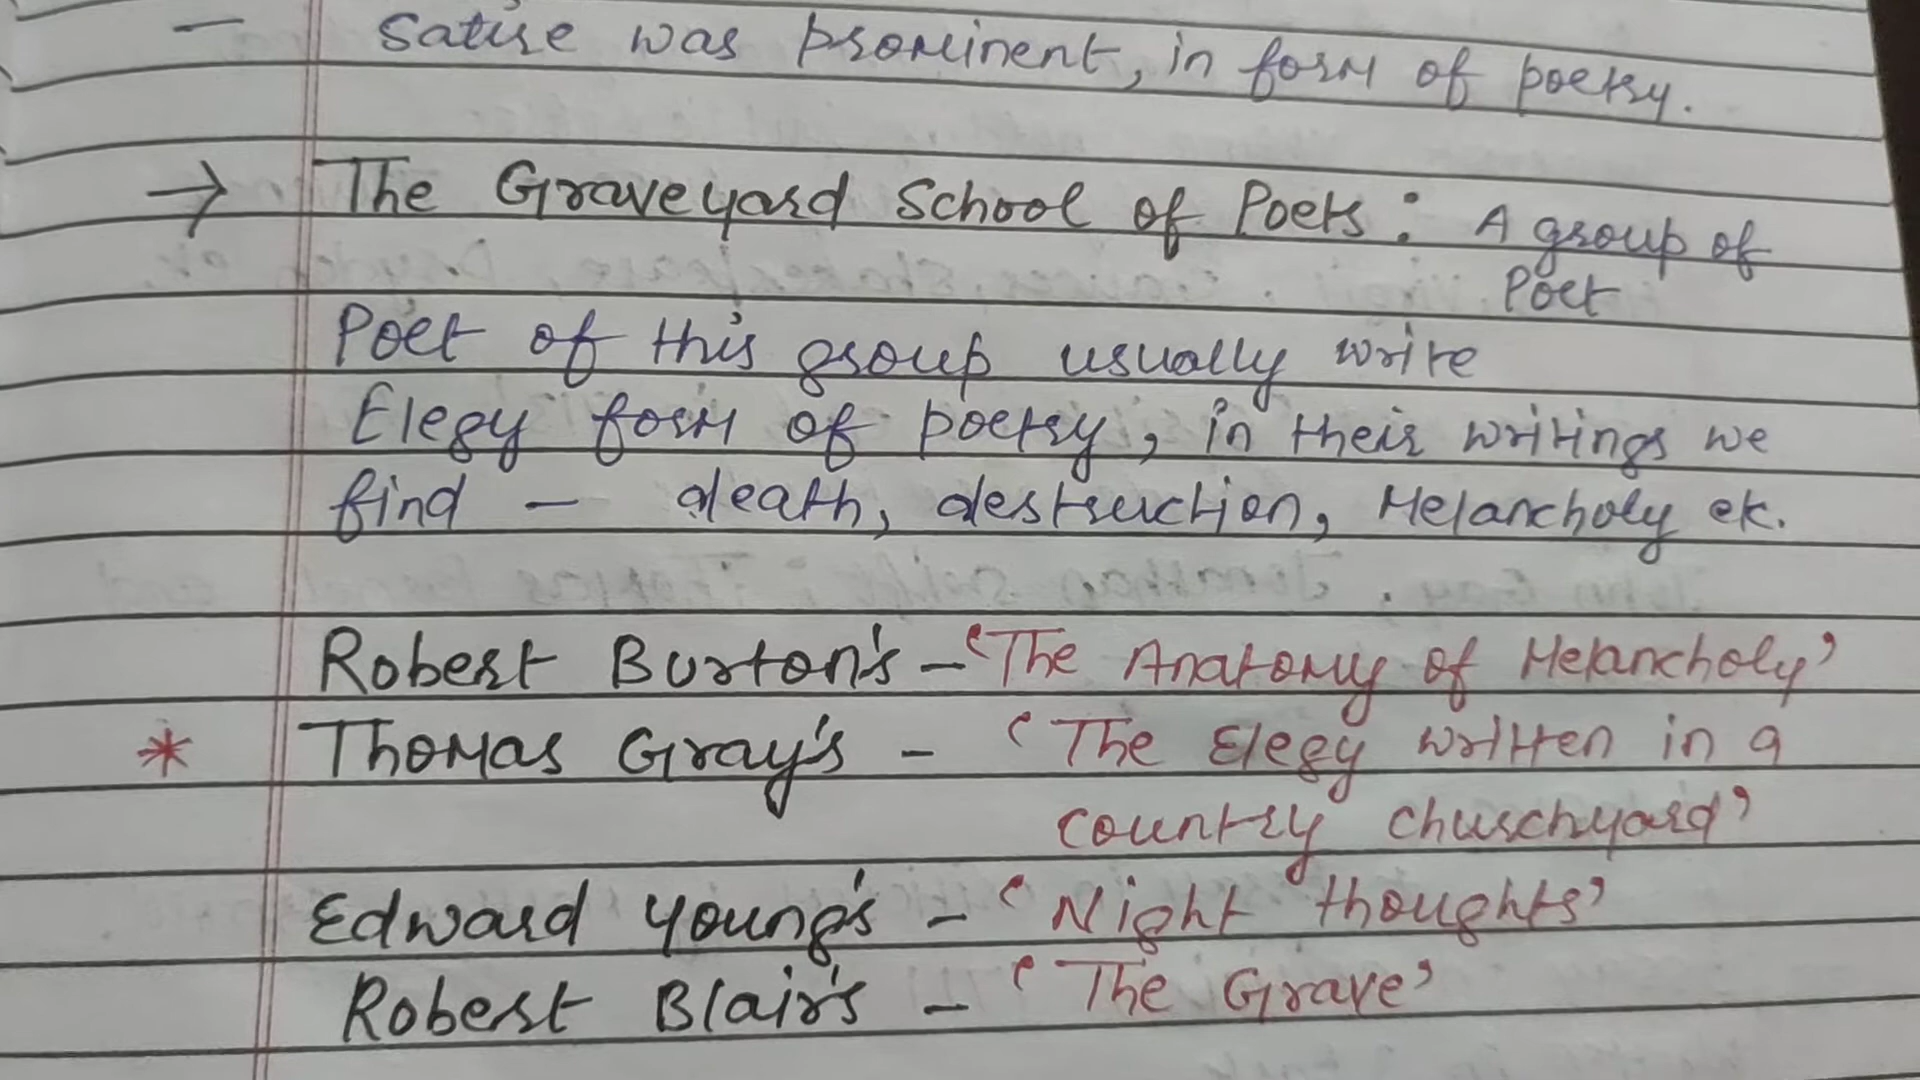 – Satire was prominent, in form of poetry.
→ The Graveyard School of Poets : A group of
Poet
Poet of this group usually write
Elegy form of poetry, in their writings we
find – death, destruction, Melancholy etc.
Robert Burton's – 'The Anatomy of Melancholy'
* Thomas Gray's – 'The Elegy written in a
country churchyard'
Edward Young's – 'Night thoughts'
Robert Blair's – 'The Grave'